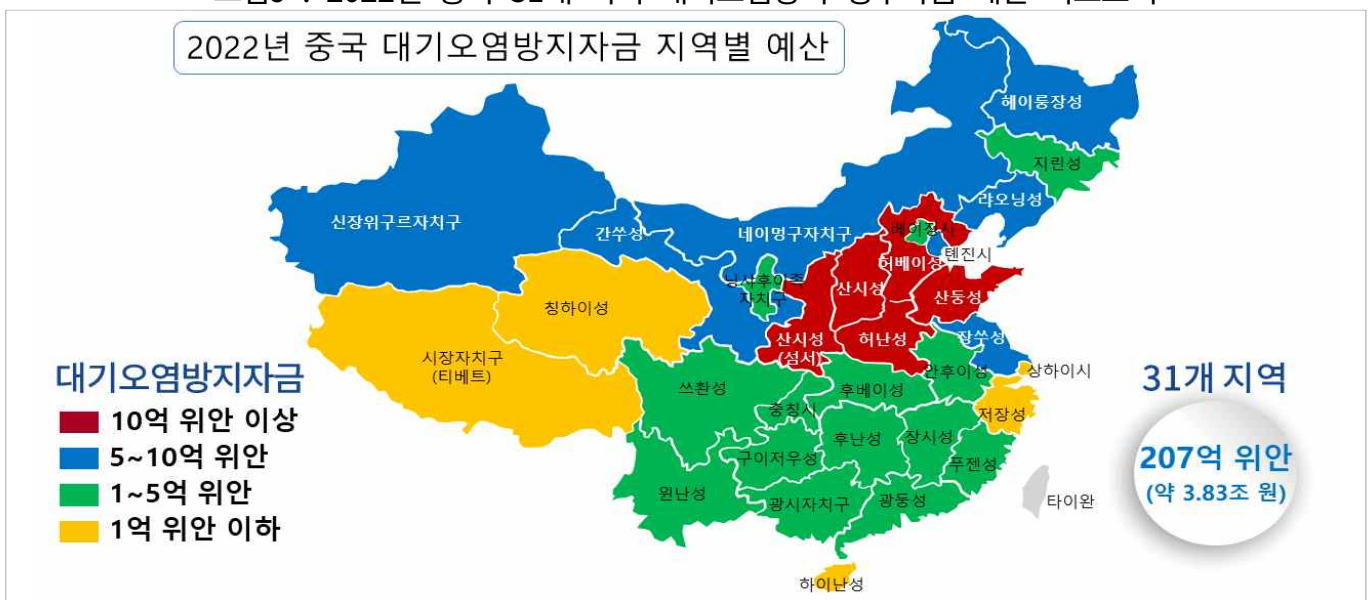 2022년 중국 대기오염방지자금 지역별 예산
헤이룽장성
지린성
랴오닝성
신장위구르자치구
간쑤성
네이멍구자치구
베이징시
톈진시
허베이성
닝샤후이족
자치구
산시성
산둥성
칭하이성
산시성
(섬서)
허난성
장쑤성
시장자치구
(티베트)
안후이성
상하이시
쓰촨성
후베이성
충칭시
저장성
후난성
장시성
구이저우성
푸젠성
윈난성
광시자치구
광둥성
타이완
하이난성
대기오염방지자금
10억 위안 이상
5~10억 위안
1~5억 위안
1억 위안 이하
31개 지역
207억 위안
(약 3.83조 원)